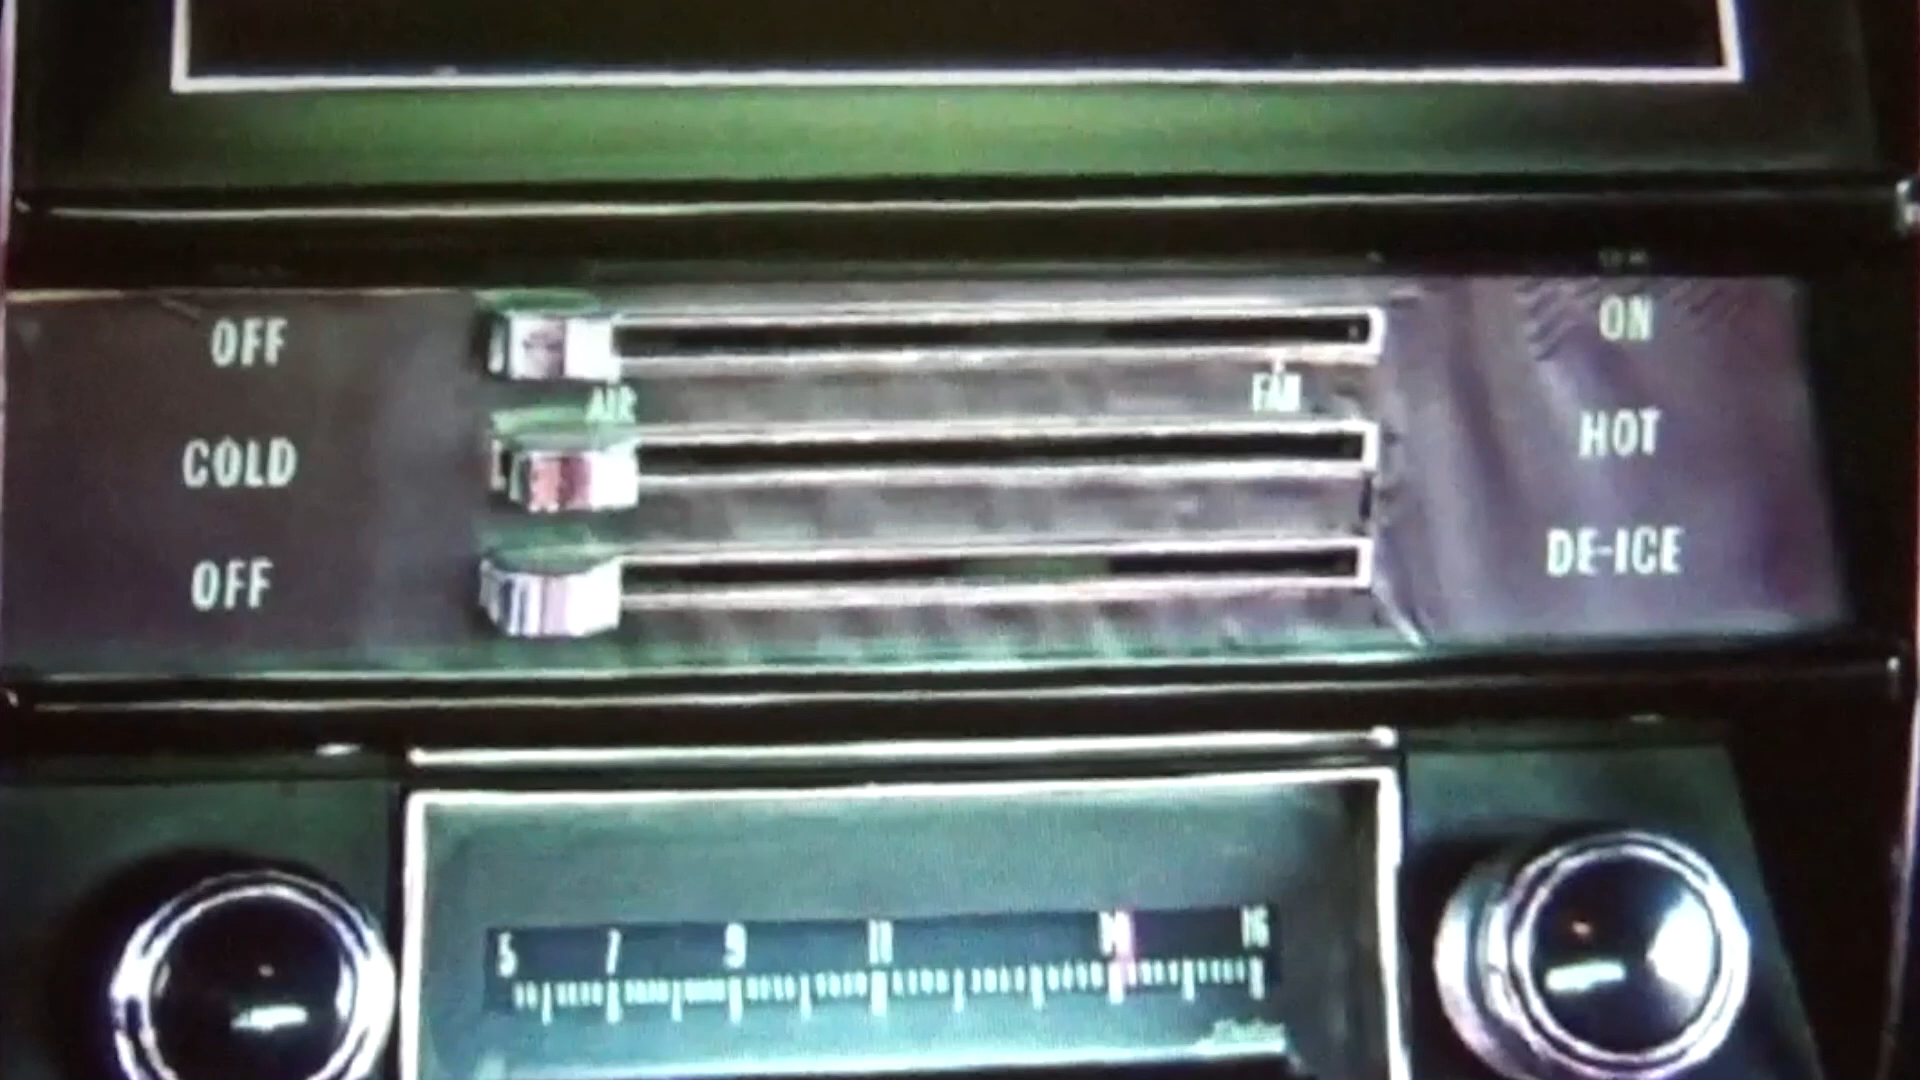 OFF ON
AIR FAN
COLD HOT
OFF DE-ICE
5 7 9 11 14 16